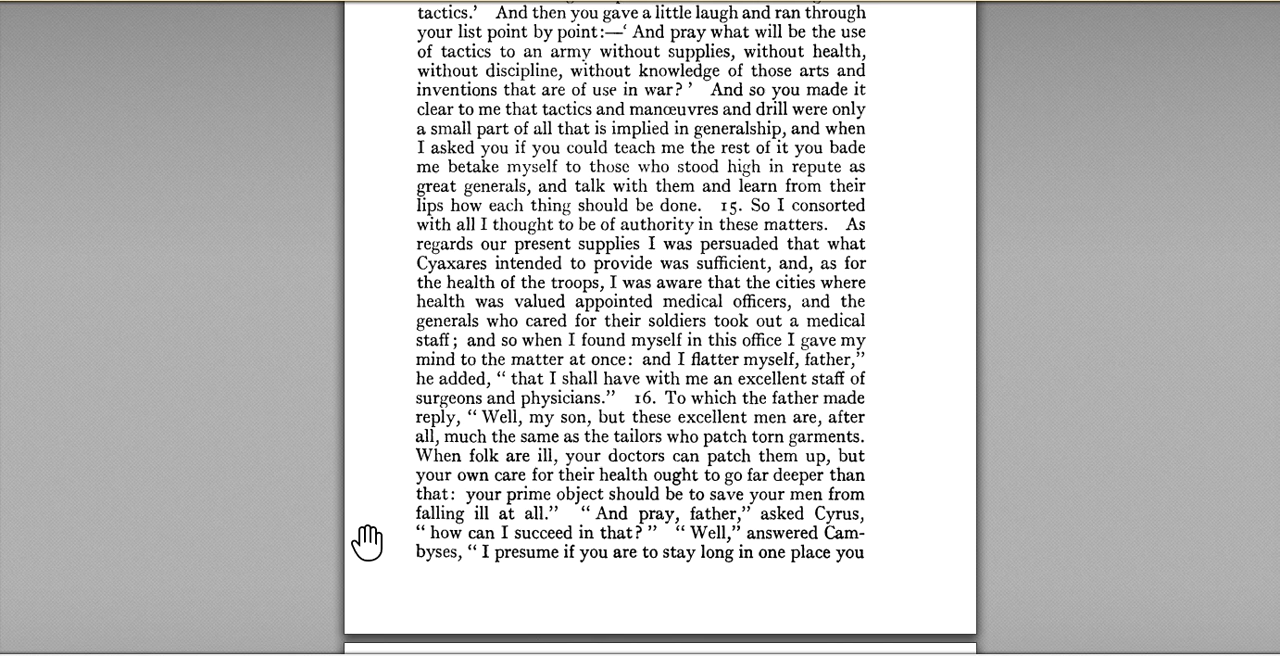 tactics.’ And then you gave a little laugh and ran through
your list point by point:—‘ And pray what will be the use
of tactics to an army without supplies, without health,
without discipline, without knowledge of those arts and
inventions that are of use in war? ’ And so you made it
clear to me that tactics and manœuvres and drill were only
a small part of all that is implied in generalship, and when
I asked you if you could teach me the rest of it you bade
me betake myself to those who stood high in repute as
great generals, and talk with them and learn from their
lips how each thing should be done. 15. So I consorted
with all I thought to be of authority in these matters. As
regards our present supplies I was persuaded that what
Cyaxares intended to provide was sufficient, and, as for
the health of the troops, I was aware that the cities where
health was valued appointed medical officers, and the
generals who cared for their soldiers took out a medical
staff; and so when I found myself in this office I gave my
mind to the matter at once: and I flatter myself, father,”
he added, “ that I shall have with me an excellent staff of
surgeons and physicians.” 16. To which the father made
reply, “ Well, my son, but these excellent men are, after
all, much the same as the tailors who patch torn garments.
When folk are ill, your doctors can patch them up, but
your own care for their health ought to go far deeper than
that: your prime object should be to save your men from
falling ill at all.” “ And pray, father,” asked Cyrus,
“ how can I succeed in that? ” “ Well,” answered Cam-
byses, “ I presume if you are to stay long in one place you